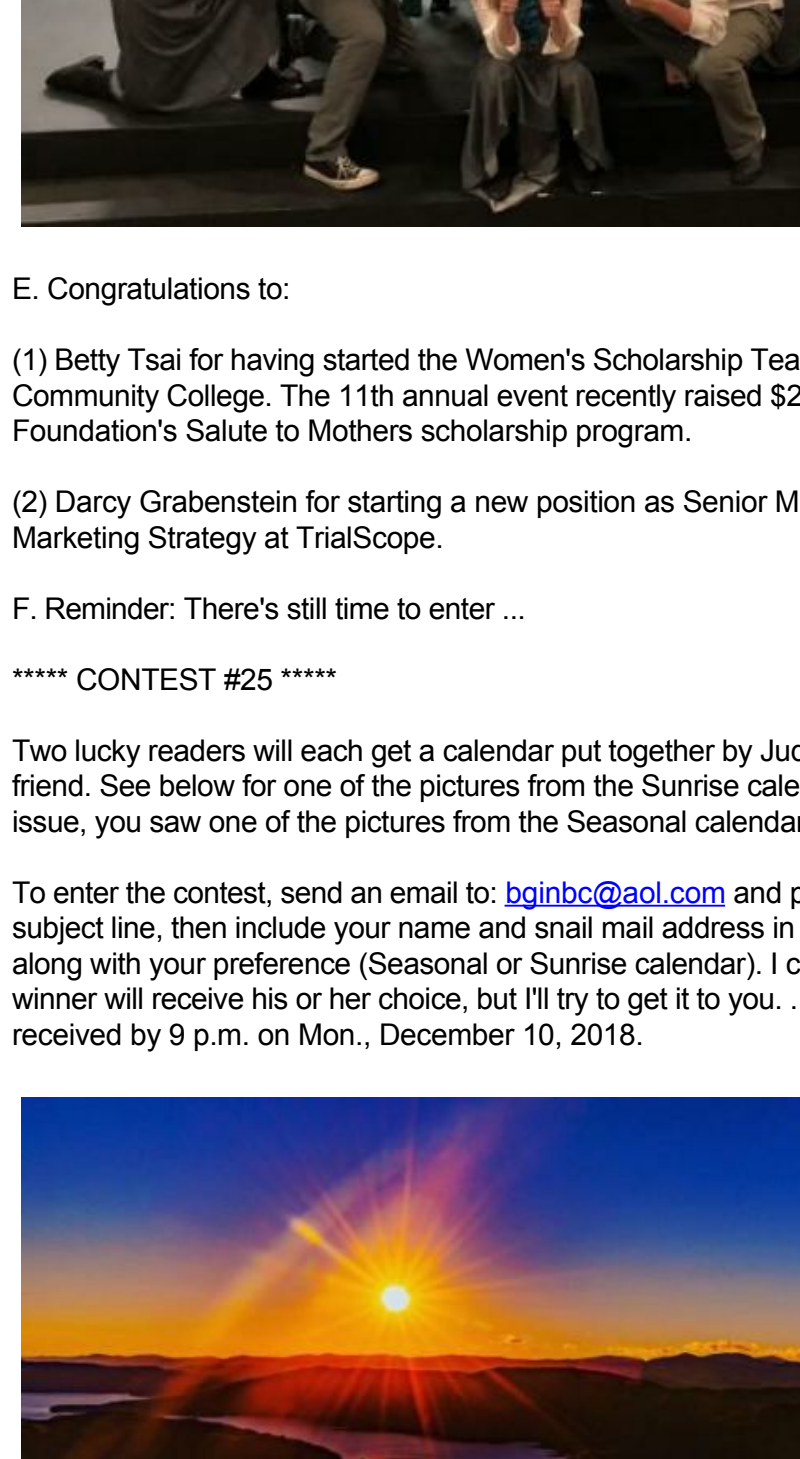 E. Congratulations to:
(1) Betty Tsai for having started the Women's Scholarship Tea
Community College. The 11th annual event recently raised $2
Foundation's Salute to Mothers scholarship program.
(2) Darcy Grabenstein for starting a new position as Senior M
Marketing Strategy at TrialScope.
F. Reminder: There's still time to enter ...
***** CONTEST #25 *****
Two lucky readers will each get a calendar put together by Jud
friend. See below for one of the pictures from the Sunrise cale
issue, you saw one of the pictures from the Seasonal calendar
To enter the contest, send an email to: bginbc@aol.com and p
subject line, then include your name and snail mail address in
along with your preference (Seasonal or Sunrise calendar). I c
winner will receive his or her choice, but I'll try to get it to you. .
received by 9 p.m. on Mon., December 10, 2018.